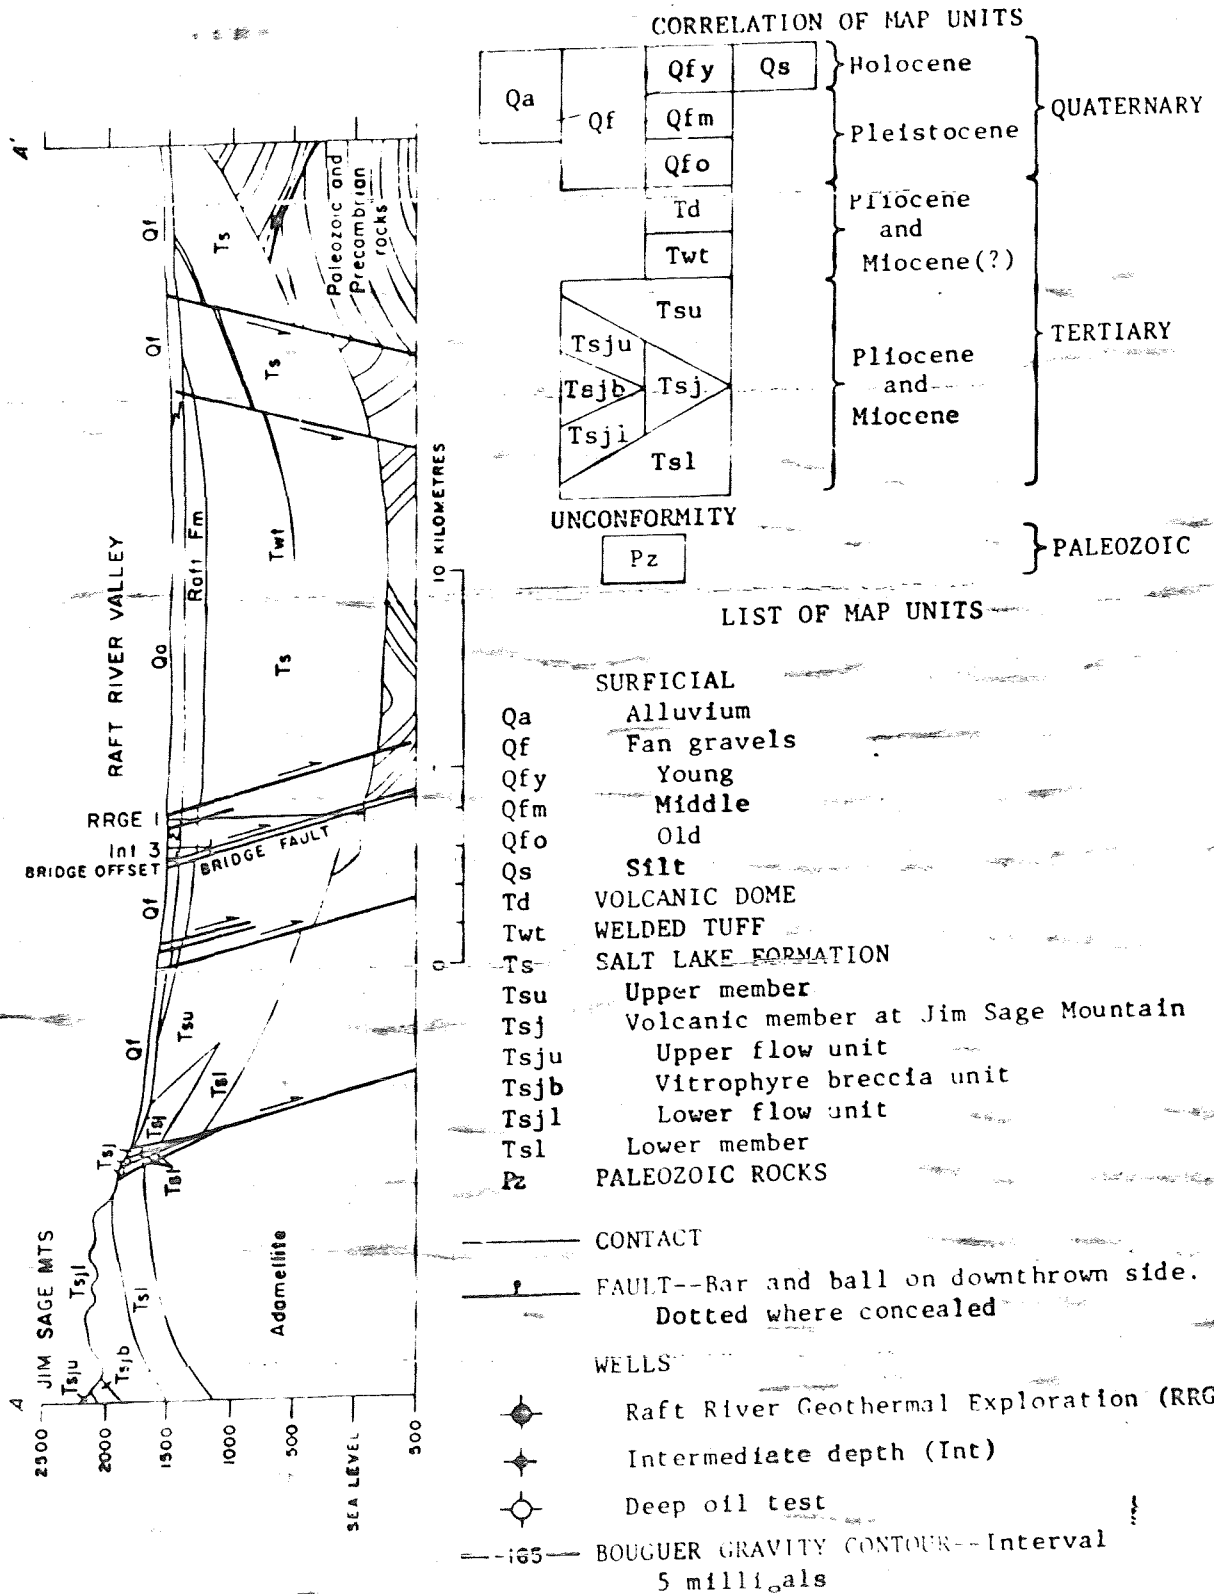 CORRELATION OF MAP UNITS
Qa
Qf
Qfy
Qs
Holocene
Qfm
Pleistocene
Qfo
QUATERNARY
Td
Twt
Pliocene
and
Miocene(?)
Tsu
Tsju
Tsjb
Tsj
Tsjl
Tsl
Pliocene
and
Miocene
TERTIARY
UNCONFORMITY
Pz
PALEOZOIC
LIST OF MAP UNITS
SURFICIAL
Qa Alluvium
Qf Fan gravels
Qfy Young
Qfm Middle
Qfo Old
Qs Silt
Td VOLCANIC DOME
Twt WELDED TUFF
Ts SALT LAKE FORMATION
Tsu Upper member
Tsj Volcanic member at Jim Sage Mountain
Tsju Upper flow unit
Tsjb Vitrophyre breccia unit
Tsjl Lower flow unit
Tsl Lower member
Pz PALEOZOIC ROCKS
CONTACT
FAULT--Bar and ball on downthrown side.
Dotted where concealed
WELLS
Raft River Geothermal Exploration (RRG
Intermediate depth (Int)
Deep oil test
-165 BOUGUER GRAVITY CONTOUR--Interval
5 milligals
A
JIM SAGE MTS
Tsju
Tsjb
Tsjl
Tsl
Adamellite
Tsj
Tsl
Tsj
Tsl
Qf
Tsu
Qf
BRIDGE OFFSET
Int 3
RRGE 1
BRIDGE FAULT
RAFT RIVER VALLEY
Qa
Raft Fm
Ts
Twt
Qf
Ts
Qf
Ts
Paleozoic and
Precambrian
rocks
A'
2500
2000
1500
1000
500
SEA LEVEL
500
0
10 KILOMETRES